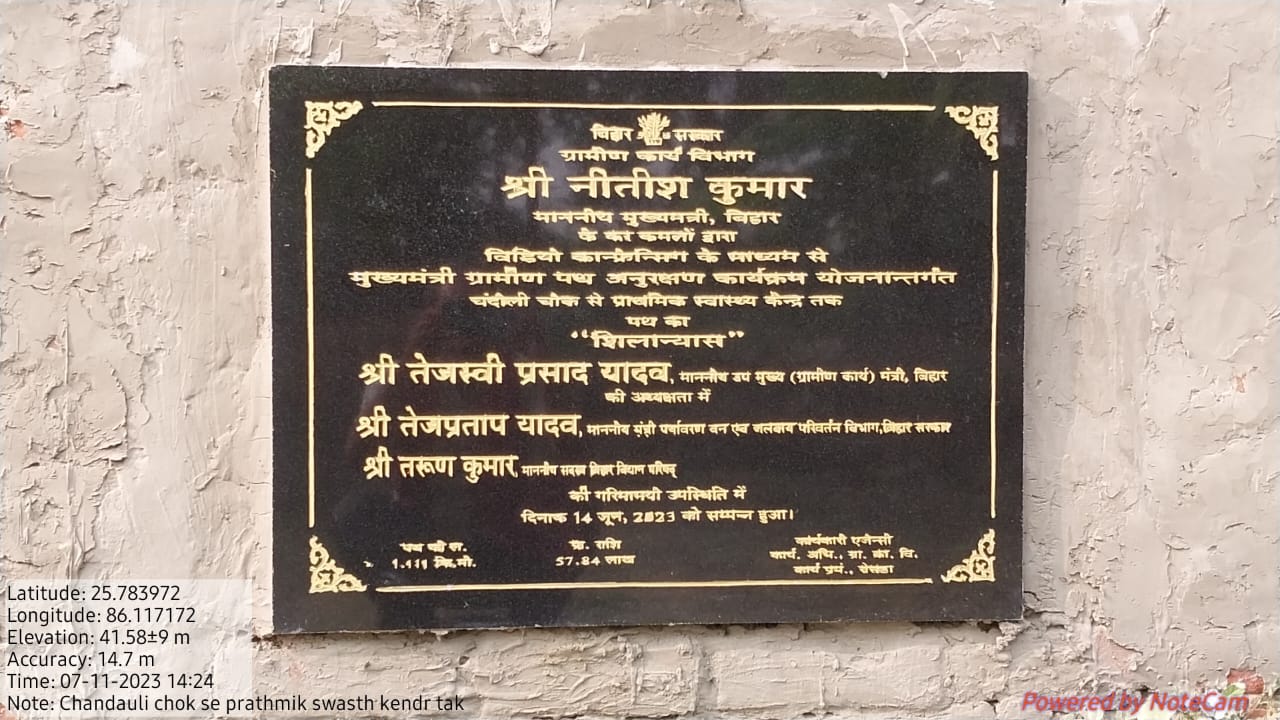 बिहार सरकार
ग्रामीण कार्य विभाग
श्री नीतीश कुमार
माननीय मुख्यमंत्री, बिहार
के कर कमलों द्वारा
विडियो कान्फ्रेन्सिंग के माध्यम से
मुख्यमंत्री ग्रामीण पथ अनुरक्षण कार्यक्रम योजनान्तर्गत
चंदौली चौक से प्राथमिक स्वास्थ्य केन्द्र तक
पथ का
“शिलान्यास”
श्री तेजस्वी प्रसाद यादव, माननीय उप मुख्य (ग्रामीण कार्य) मंत्री, बिहार
की अध्यक्षता में
श्री तेजप्रताप यादव, माननीय मंत्री पर्यावरण वन एवं जलवायु परिवर्तन विभाग,बिहार सरकार
श्री तरूण कुमार, माननीय सदस्य बिहार विधान परिषद्
की गरिमामयी उपस्थिति में
दिनांक 14 जून, 2023 को सम्पन्न हुआ।
पथ की ल.
1.111 कि.मी.
प्रा. राशि
57.84 लाख
कार्यकारी एजेन्सी
कार्य. अभि., ग्रा. का. वि.
कार्य प्रमं., रोसड़ा
Latitude: 25.783972
Longitude: 86.117172
Elevation: 41.58±9 m
Accuracy: 14.7 m
Time: 07-11-2023 14:24
Note: Chandauli chok se prathmik swasth kendr tak
Powered by NoteCam